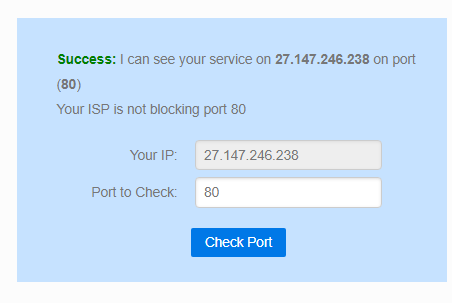 Success: I can see your service on 27.147.246.238 on port
(80)
Your ISP is not blocking port 80
Your IP: 27.147.246.238
Port to Check: 80
Check Port